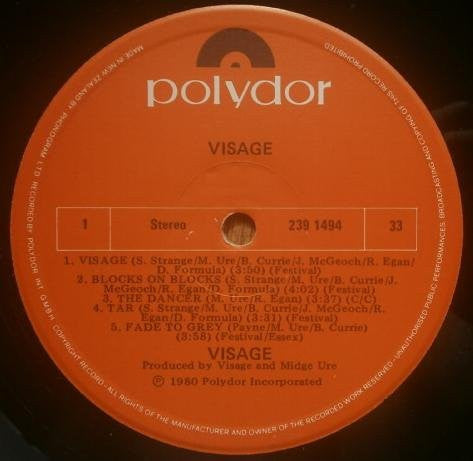 polydor
VISAGE
1 Stereo 239 1494 33
1. VISAGE (S. Strange/M. Ure/B. Currie/J. McGeoch/R. Egan/
D. Formula) (3:50) (Festival)
2. BLOCKS ON BLOCKS (S. Strange/M. Ure/B. Currie/
J. McGeoch/R. Egan/D. Formula) (4:02) (Festival)
3. THE DANCER (M. Ure/R. Egan) (3:37) (C/C)
4. TAR (S. Strange/M. Ure/B. Currie/J. McGeoch/R.
Egan/D. Formula) (3:31) (Festival)
5. FADE TO GREY (Payne/M. Ure/B. Currie)
(3:58) (Festival/Essex)
VISAGE
Produced by Visage and Midge Ure
℗ 1980 Polydor Incorporated
MADE IN NEW ZEALAND BY PHONOGRAM LTD. RECORDED BY POLYDOR INT. GMBH. COPYRIGHT RECORD - ALL RIGHTS OF THE MANUFACTURER AND OWNER OF THE RECORDED WORK RESERVED - UNAUTHORISED PUBLIC PERFORMANCES, BROADCASTING AND COPYING OF THIS RECORD PROHIBITED